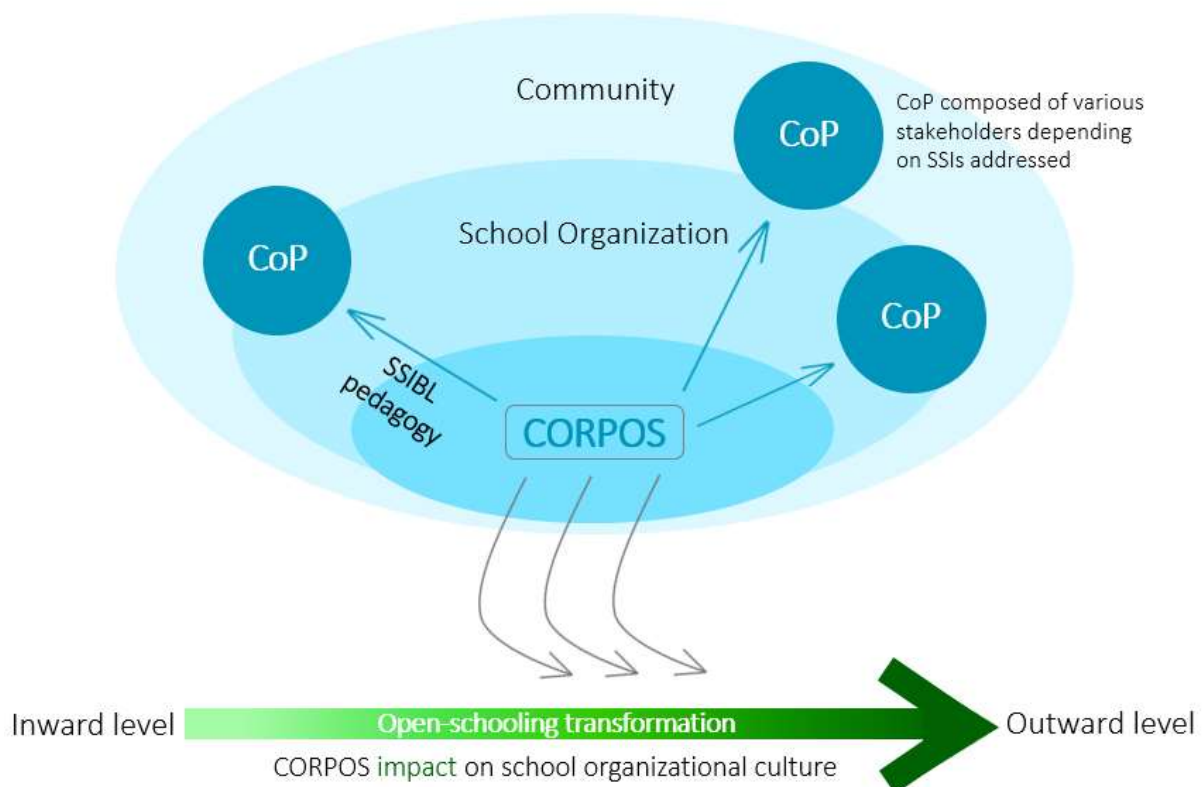 Community
CoP
CoP composed of various
stakeholders depending
on SSIs addressed
School Organization
CoP
CoP
SSIBL
pedagogy
CORPOS
Inward level
Open-schooling transformation
Outward level
CORPOS impact on school organizational culture